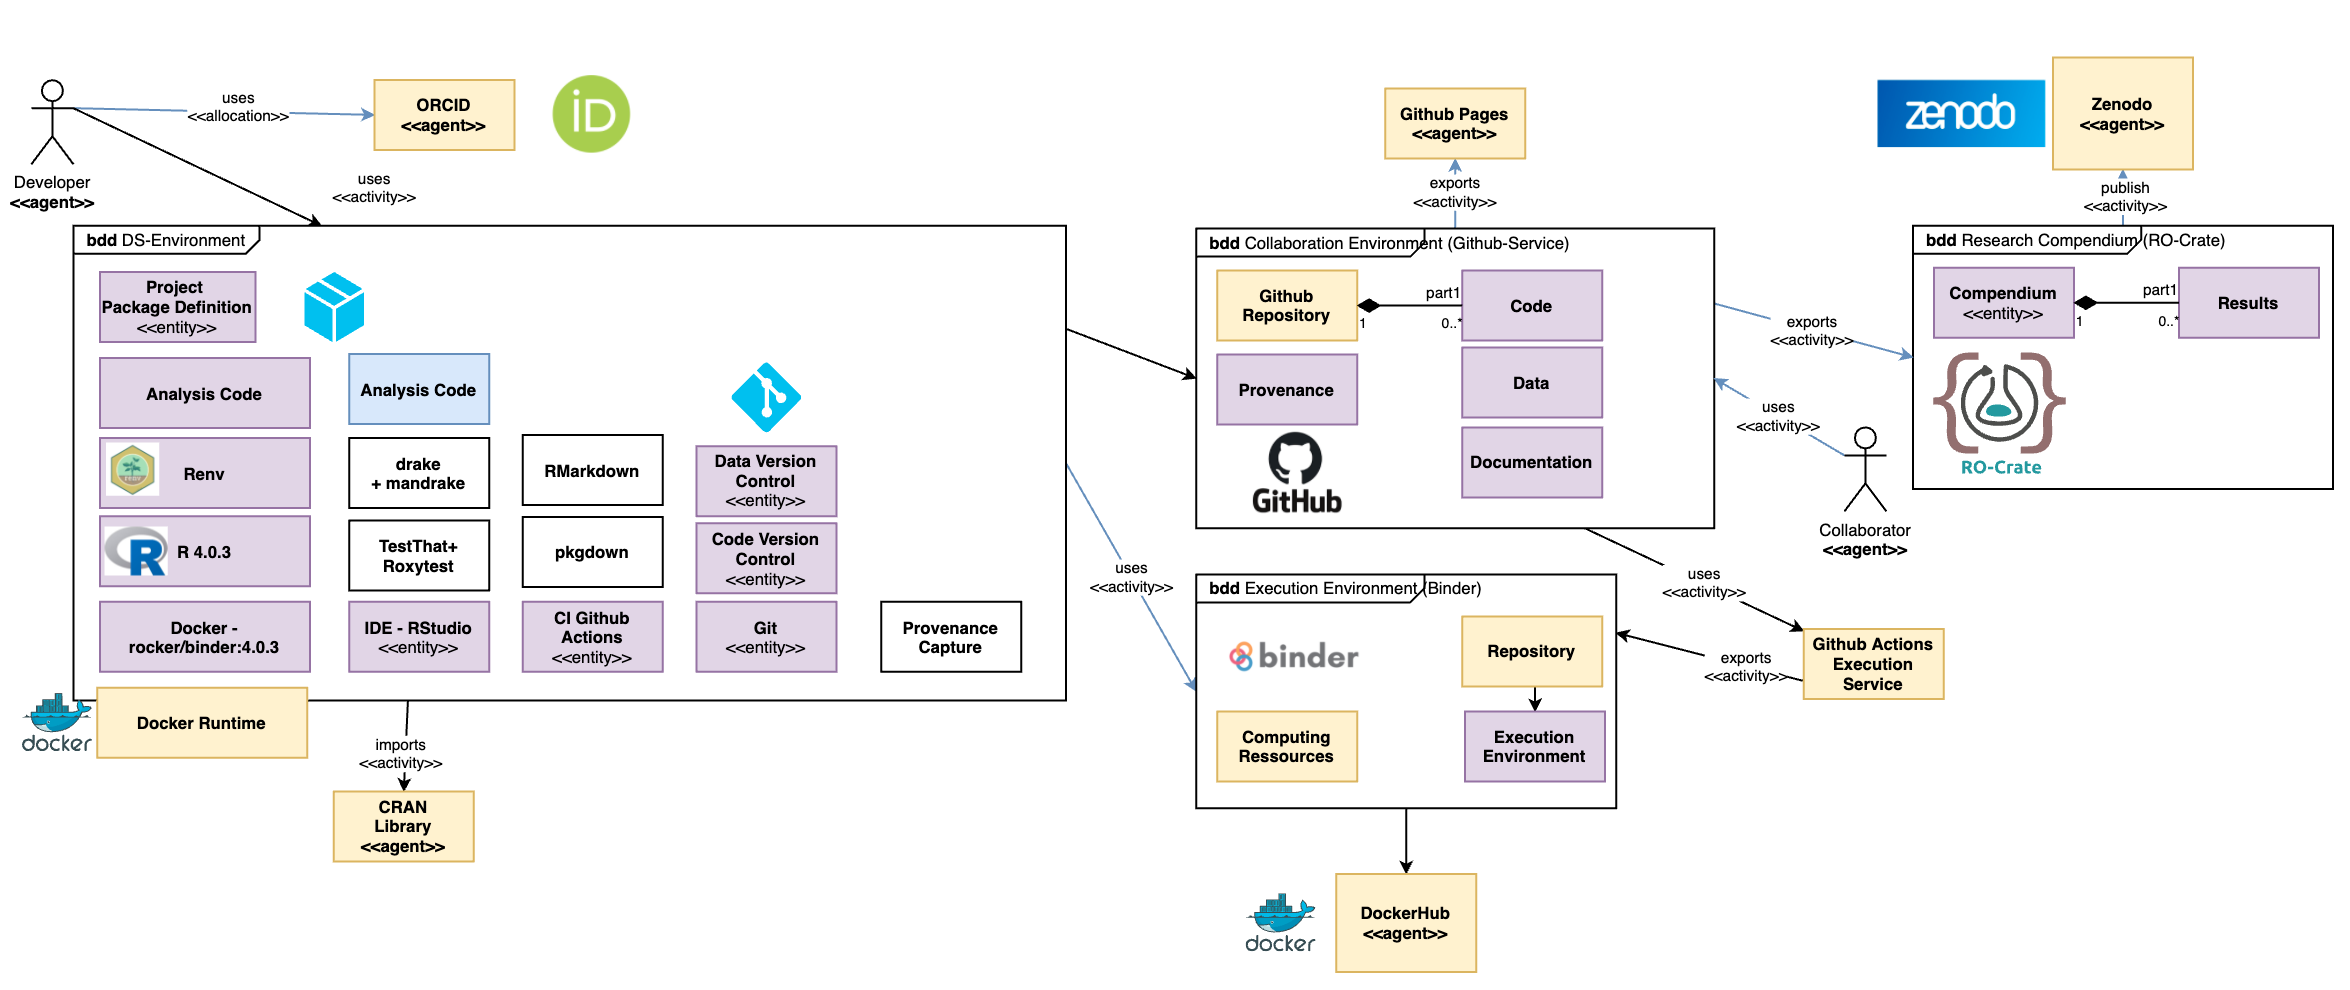 uses
<<allocation>>
ORCID
<<agent>>
iD
Developer
<<agent>>
uses
<<activity>>
bdd DS-Environment
Project
Package Definition
<<entity>>
Analysis Code
Analysis Code
Renv
drake
+ mandrake
RMarkdown
Data Version
Control
<<entity>>
R
R 4.0.3
TestThat+
Roxytest
pkgdown
Code Version
Control
<<entity>>
Docker -
rocker/binder:4.0.3
IDE - RStudio
<<entity>>
CI Github
Actions
<<entity>>
Git
<<entity>>
Provenance
Capture
docker
Docker Runtime
imports
<<activity>>
CRAN
Library
<<agent>>
Github Pages
<<agent>>
exports
<<activity>>
bdd Collaboration Environment (Github-Service)
Github
Repository
1
part1
0..*
Code
Provenance
Data
Documentation
GitHub
uses
<<activity>>
bdd Execution Environment (Binder)
binder
Repository
Computing
Ressources
Execution
Environment
docker
DockerHub
<<agent>>
zenodo
Zenodo
<<agent>>
publish
<<activity>>
bdd Research Compendium (RO-Crate)
Compendium
<<entity>>
1
part1
0..*
Results
RO-Crate
exports
<<activity>>
uses
<<activity>>
Collaborator
<<agent>>
uses
<<activity>>
Github Actions
Execution
Service
exports
<<activity>>